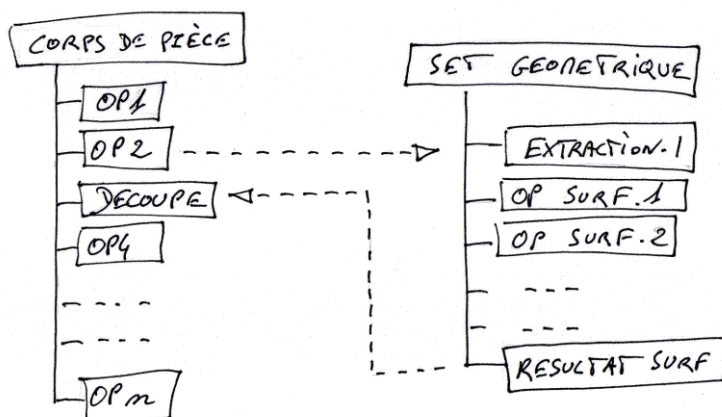 CORPS DE PIÈCE
OP1
OP2
DECOUPE
OP4
OPn
SET GEOMETRIQUE
EXTRACTION.1
OP SURF.1
OP SURF.2
RESULTAT SURF